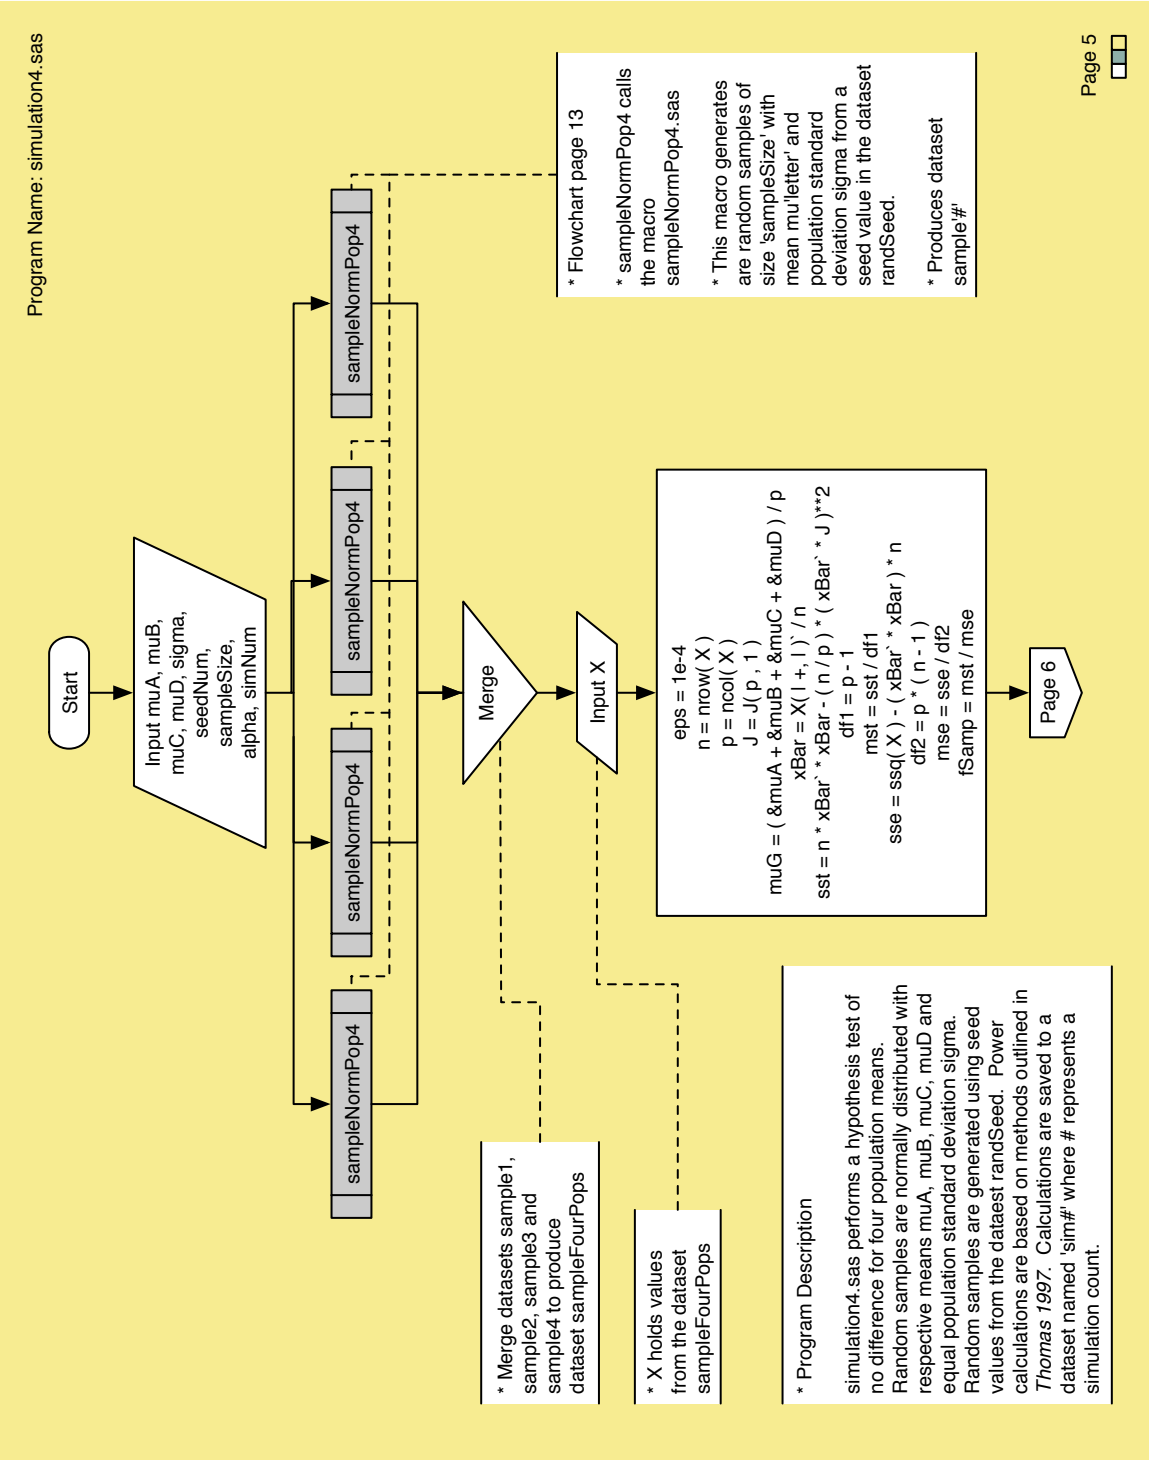 Program Name: simulation4.sas
Start
Input muA, muB,
muC, muD, sigma,
seedNum,
sampleSize,
alpha, simNum
sampleNormPop4
sampleNormPop4
sampleNormPop4
sampleNormPop4
Merge
* Merge datasets sample1,
sample2, sample3 and
sample4 to produce
dataset sampleFourPops
Input X
* X holds values
from the dataset
sampleFourPops
* Flowchart page 13
* sampleNormPop4 calls
the macro
sampleNormPop4.sas
* This macro generates
are random samples of
size 'sampleSize' with
mean mu'letter' and
population standard
deviation sigma from a
seed value in the dataset
randSeed.
* Produces dataset
sample'#'
eps = 1e-4
n = nrow( X )
p = ncol( X )
J = J( p , 1 )
muG = ( &muA + &muB + &muC + &muD ) / p
xBar = X( I +, I )` / n
sst = n * xBar` * xBar - ( n / p ) * ( xBar` * J )**2
df1 = p - 1
mst = sst / df1
sse = ssq( X ) - ( xBar` * xBar ) * n
df2 = p * ( n - 1 )
mse = sse / df2
fSamp = mst / mse
Page 6
* Program Description
simulation4.sas performs a hypothesis test of
no difference for four population means.
Random samples are normally distributed with
respective means muA, muB, muC, muD and
equal population standard deviation sigma.
Random samples are generated using seed
values from the dataest randSeed.  Power
calculations are based on methods outlined in
Thomas 1997.  Calculations are saved to a
dataset named 'sim#' where # represents a
simulation count.
Page 5